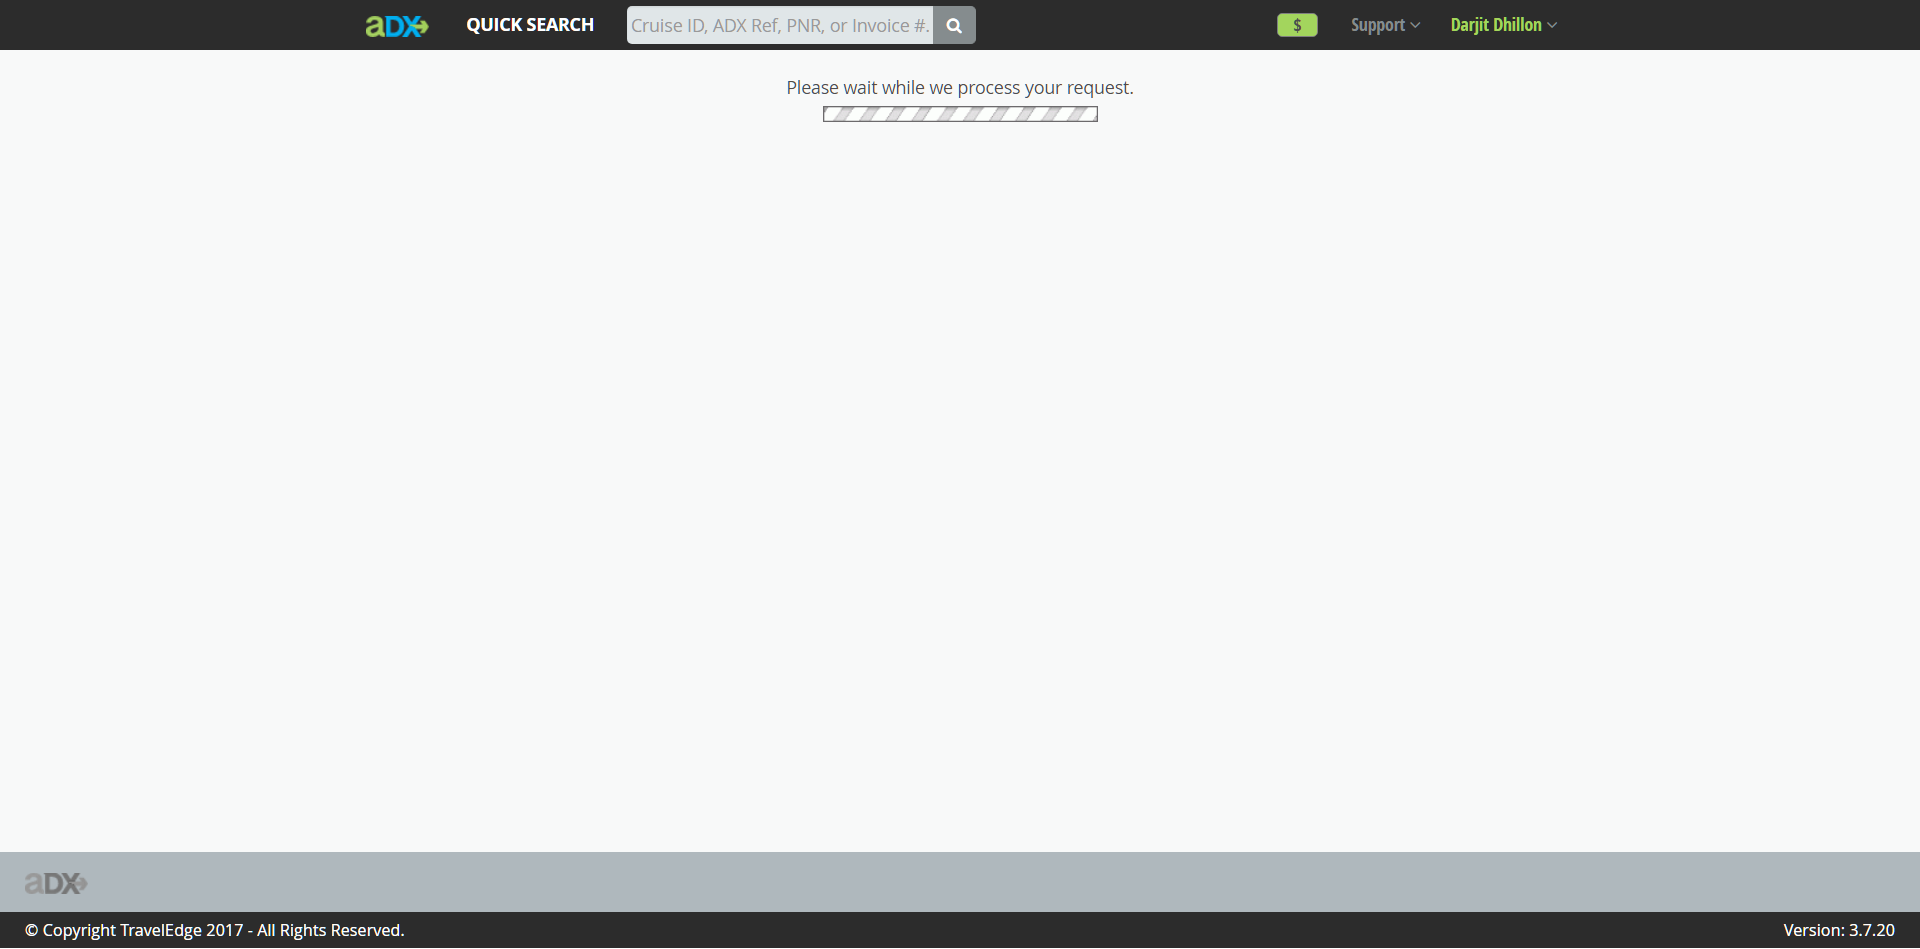 aDX
QUICK SEARCH
Cruise ID, ADX Ref, PNR, or Invoice #.
$
Support
Darjit Dhillon
Please wait while we process your request.
aDX
© Copyright TravelEdge 2017 - All Rights Reserved.
Version: 3.7.20